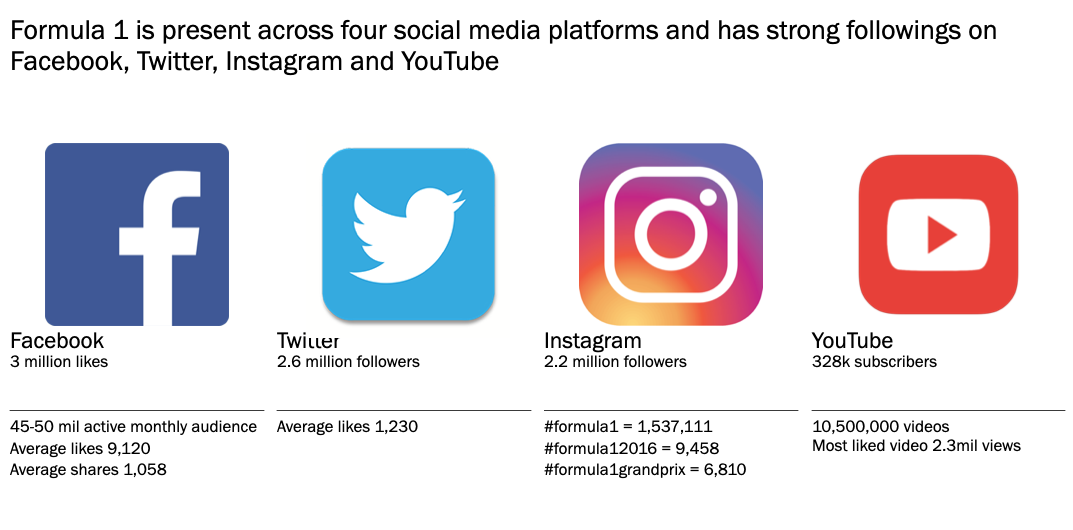 Formula 1 is present across four social media platforms and has strong followings on
Facebook, Twitter, Instagram and YouTube
Facebook
3 million likes
45-50 mil active monthly audience
Average likes 9,120
Average shares 1,058
Twitter
2.6 million followers
Average likes 1,230
Instagram
2.2 million followers
#formula1 = 1,537,111
#formula12016 = 9,458
#formula1grandprix = 6,810
YouTube
328k subscribers
10,500,000 videos
Most liked video 2.3mil views